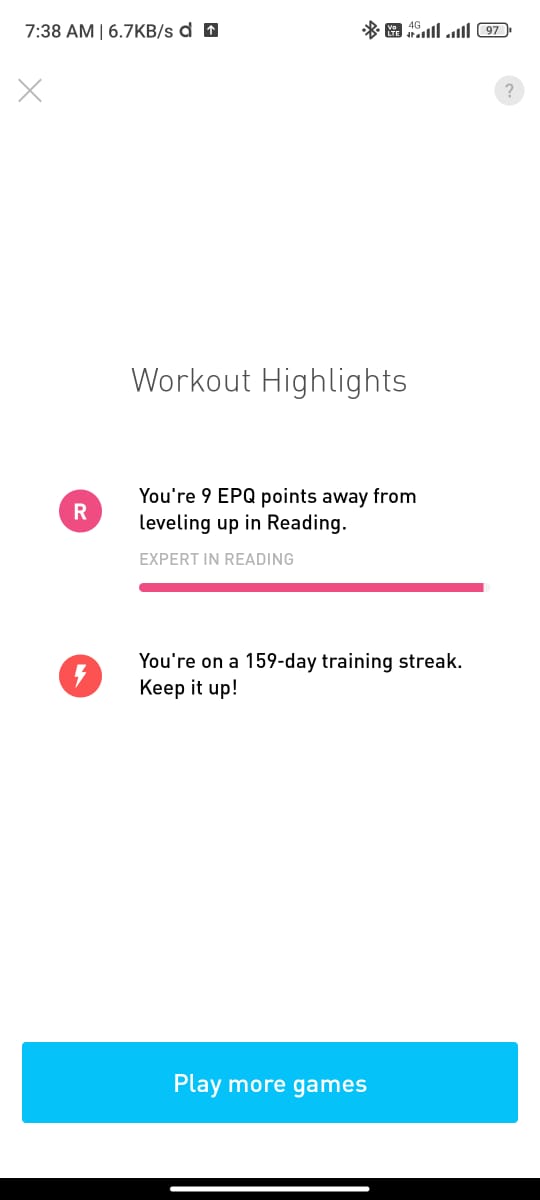 7:38 AM | 6.7KB/s d
Vo LTE 4G 97
?
Workout Highlights
R
You're 9 EPQ points away from
leveling up in Reading.
EXPERT IN READING
You're on a 159-day training streak.
Keep it up!
Play more games